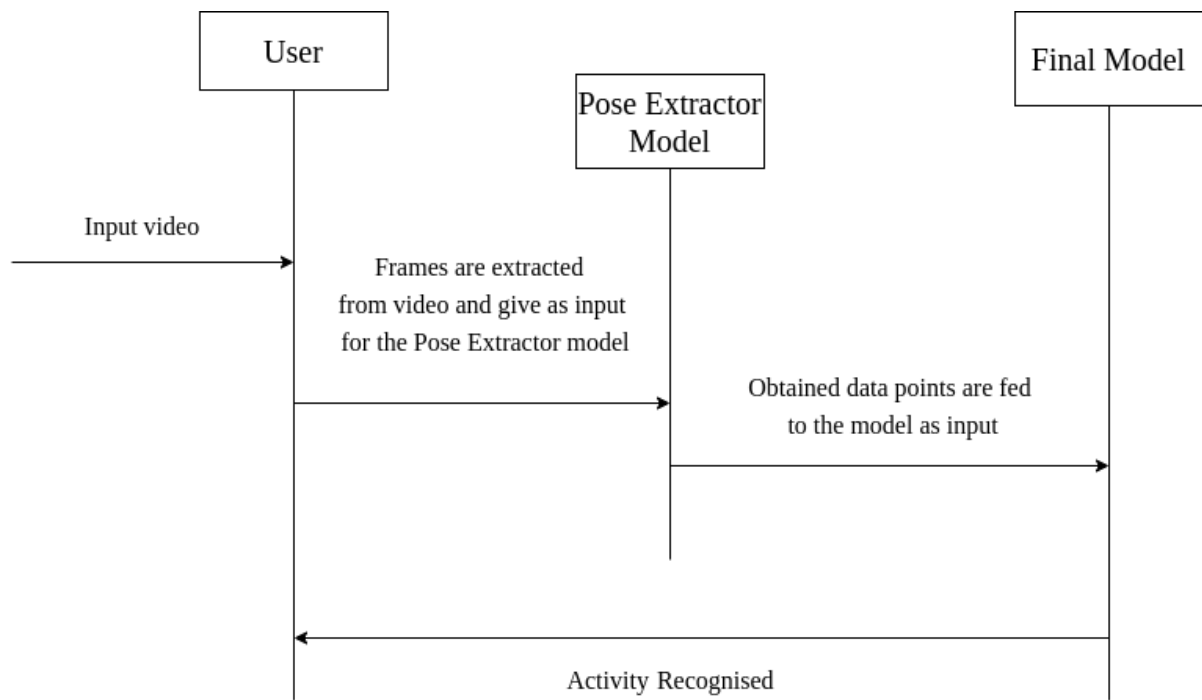 User
Pose Extractor
Model
Final Model
Input video
Frames are extracted
from video and give as input
for the Pose Extractor model
Obtained data points are fed
to the model as input
Activity Recognised